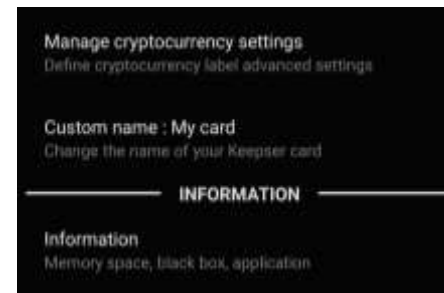 Manage cryptocurrency settings
Define cryptocurrency label advanced settings
Custom name : My card
Change the name of your Keepser card
INFORMATION
Information
Memory space, black box, application